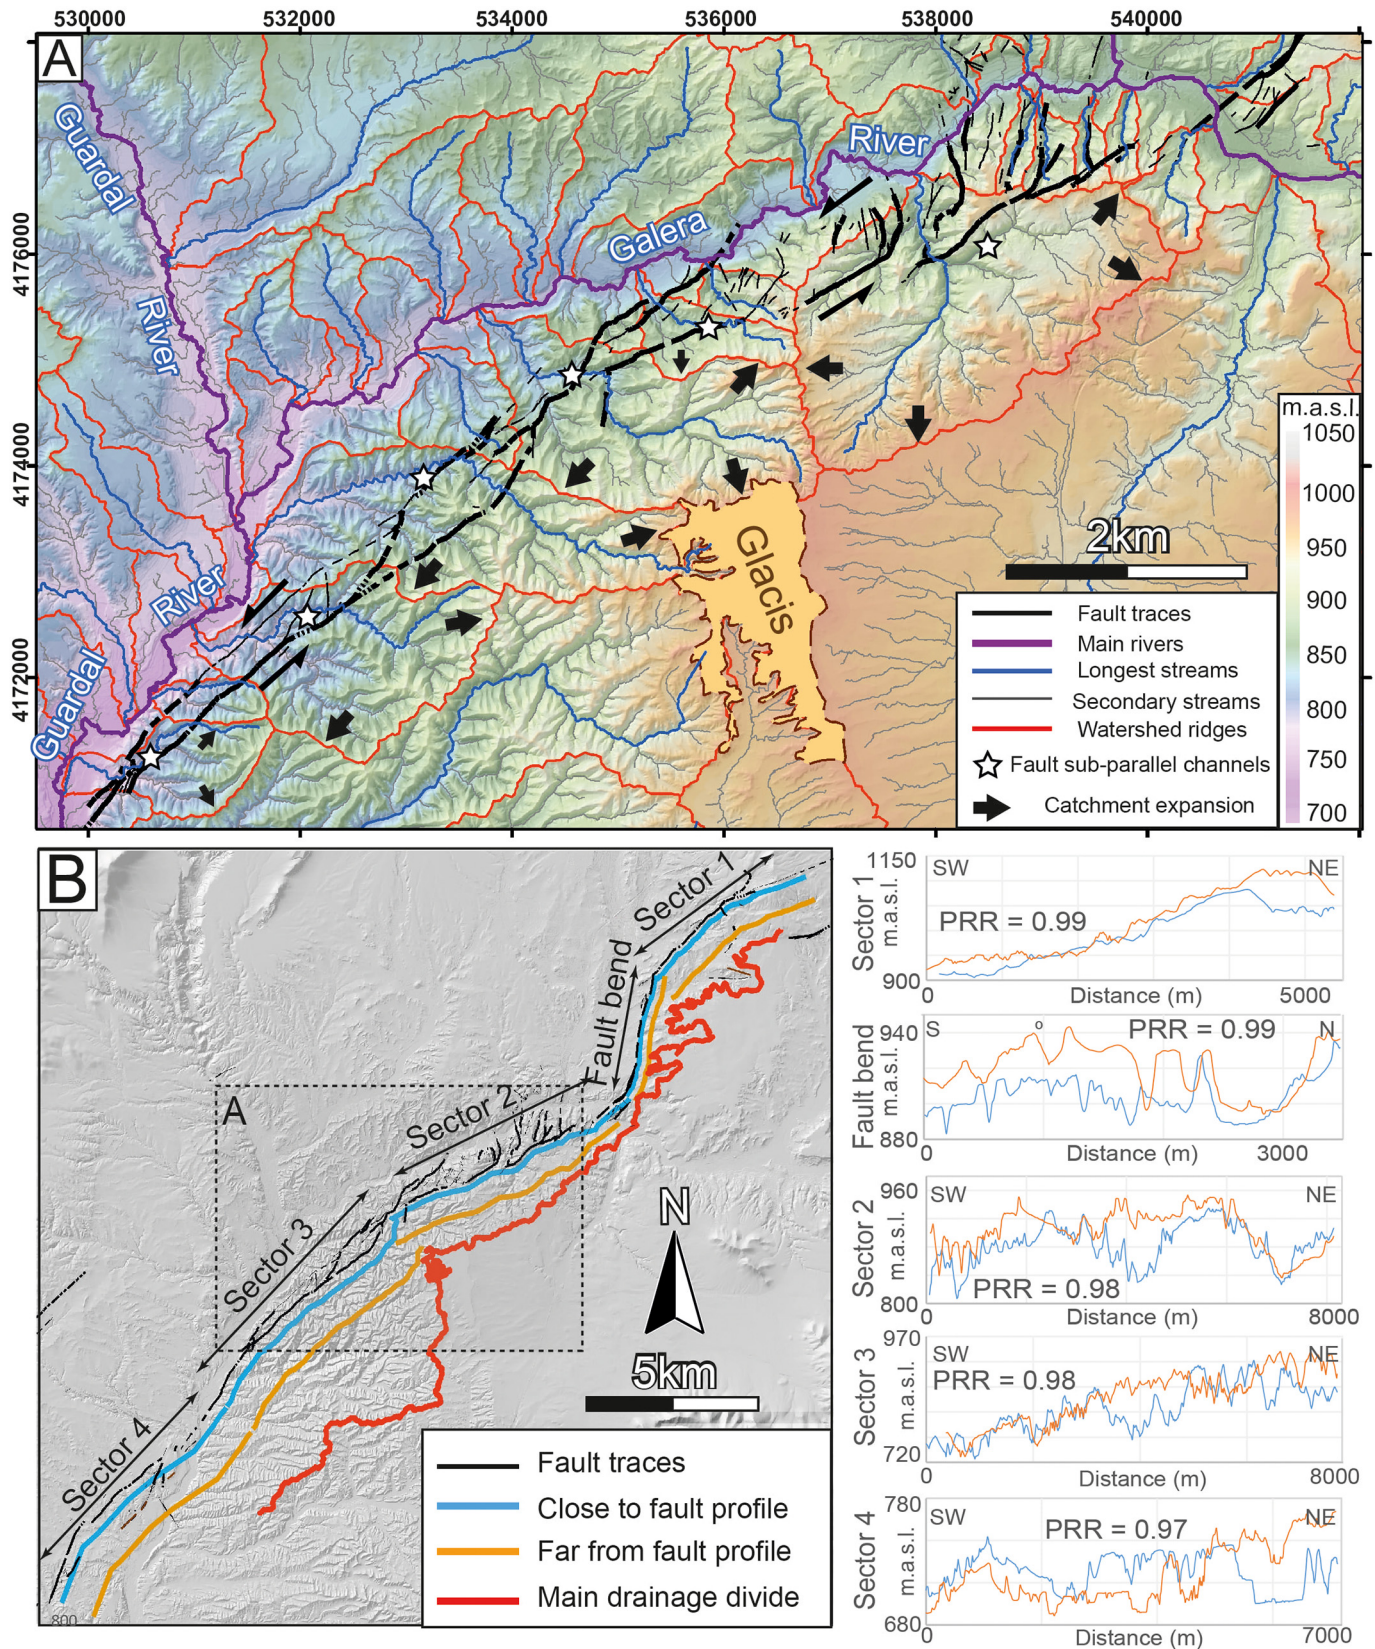 530000 532000 534000 536000 538000 540000
A
Guardal
River
River
Galera
4176000
River
4174000
Glacis
2km
River
4172000
Guardal
m.a.s.l.
1050
1000
950
900
850
800
750
700
Fault traces
Main rivers
Longest streams
Secondary streams
Watershed ridges
Fault sub-parallel channels
Catchment expansion
B
Sector 1
Fault bend
Sector 2
A
Sector 3
N
5km
Sector 4
800
Fault traces
Close to fault profile
Far from fault profile
Main drainage divide
Sector 1
m.a.s.l.
1150
SW NE
PRR = 0.99
900
0 Distance (m) 5000
Fault bend
m.a.s.l.
940
S o PRR = 0.99 N
880
0 Distance (m) 3000
Sector 2
m.a.s.l.
960
SW NE
PRR = 0.98
800
0 Distance (m) 8000
Sector 3
m.a.s.l.
970
SW NE
PRR = 0.98
720
0 Distance (m) 8000
Sector 4
m.a.s.l.
780
SW NE
PRR = 0.97
680
0 Distance (m) 7000